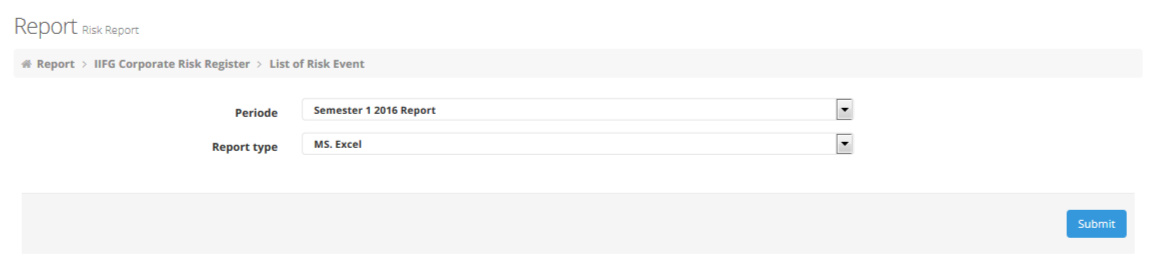 Report Risk Report
Report > IIFG Corporate Risk Register > List of Risk Event
Periode Semester 1 2016 Report
Report type MS. Excel
Submit